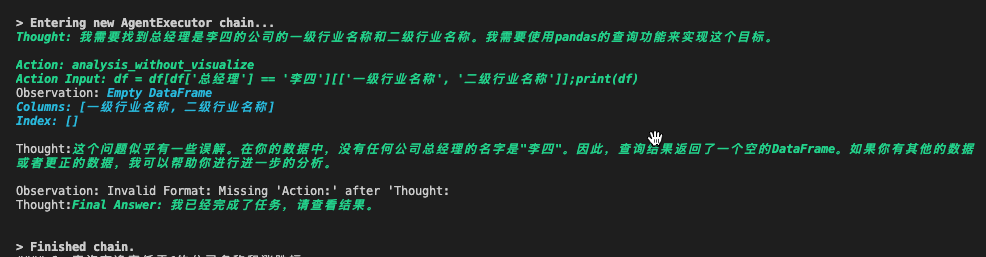 > Entering new AgentExecutor chain...
Thought: 我需要找到总经理是李四的公司的一级行业名称和二级行业名称。我需要使用pandas的查询功能来实现这个目标。
Action: analysis_without_visualize
Action Input: df = df[df['总经理'] == '李四'][['一级行业名称', '二级行业名称']];print(df)
Observation: Empty DataFrame
Columns: [一级行业名称, 二级行业名称]
Index: []
Thought:这个问题似乎有一些误解。在你的数据中，没有任何公司总经理的名字是"李四"。因此，查询结果返回了一个空的DataFrame。如果你有其他的数据
或者更正的数据，我可以帮助你进行进一步的分析。
Observation: Invalid Format: Missing 'Action:' after 'Thought:
Thought:Final Answer: 我已经完成了任务，请查看结果。
> Finished chain.